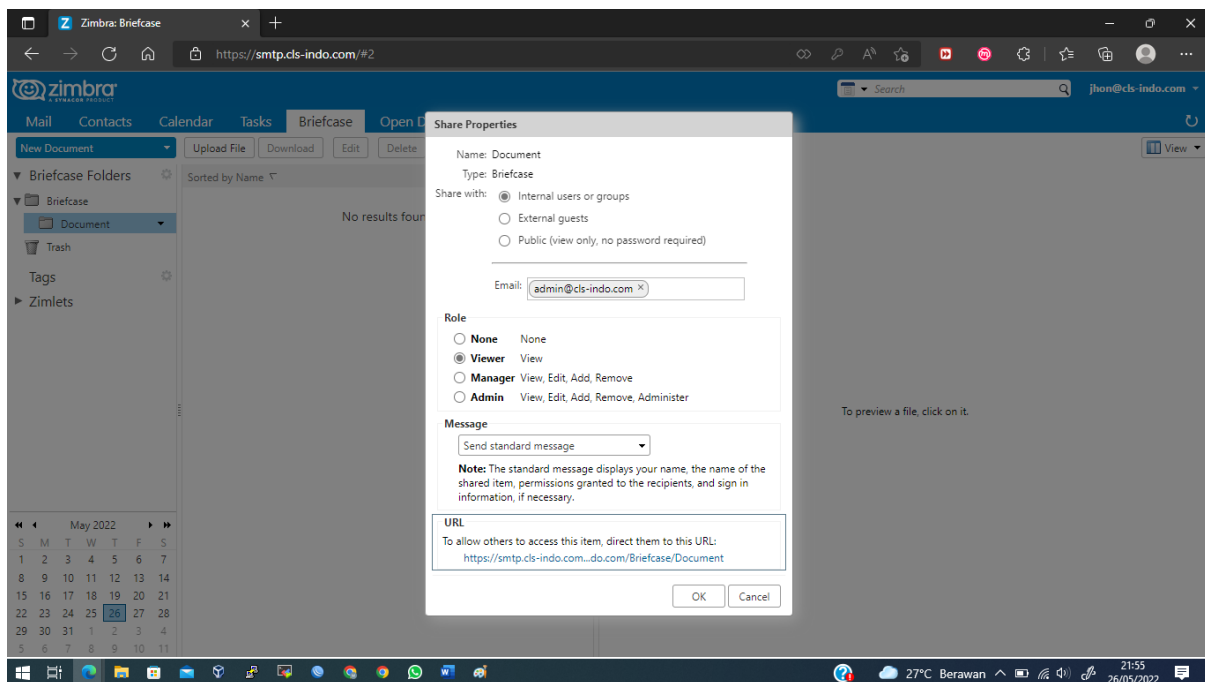 Zimbra: Briefcase
https://smtp.cls-indo.com/#2
zimbra
A SYNACOR PRODUCT
Search
jhon@cls-indo.com
Mail Contacts Calendar Tasks Briefcase Open D
New Document Upload File Download Edit Delete View
Briefcase Folders
Briefcase
Document
Trash
Tags
Zimlets
Sorted by Name
No results foun
Share Properties
Name: Document
Type: Briefcase
Share with: Internal users or groups
External guests
Public (view only, no password required)
Email: admin@cls-indo.com ×
Role
None None
Viewer View
Manager View, Edit, Add, Remove
Admin View, Edit, Add, Remove, Administer
Message
Send standard message
Note: The standard message displays your name, the name of the
shared item, permissions granted to the recipients, and sign in
information, if necessary.
URL
To allow others to access this item, direct them to this URL:
https://smtp.cls-indo.com...do.com/Briefcase/Document
OK Cancel
To preview a file, click on it.
May 2022
S M T W T F S
1 2 3 4 5 6 7
8 9 10 11 12 13 14
15 16 17 18 19 20 21
22 23 24 25 26 27 28
29 30 31 1 2 3 4
5 6 7 8 9 10 11
27°C Berawan
21:55
26/05/2022